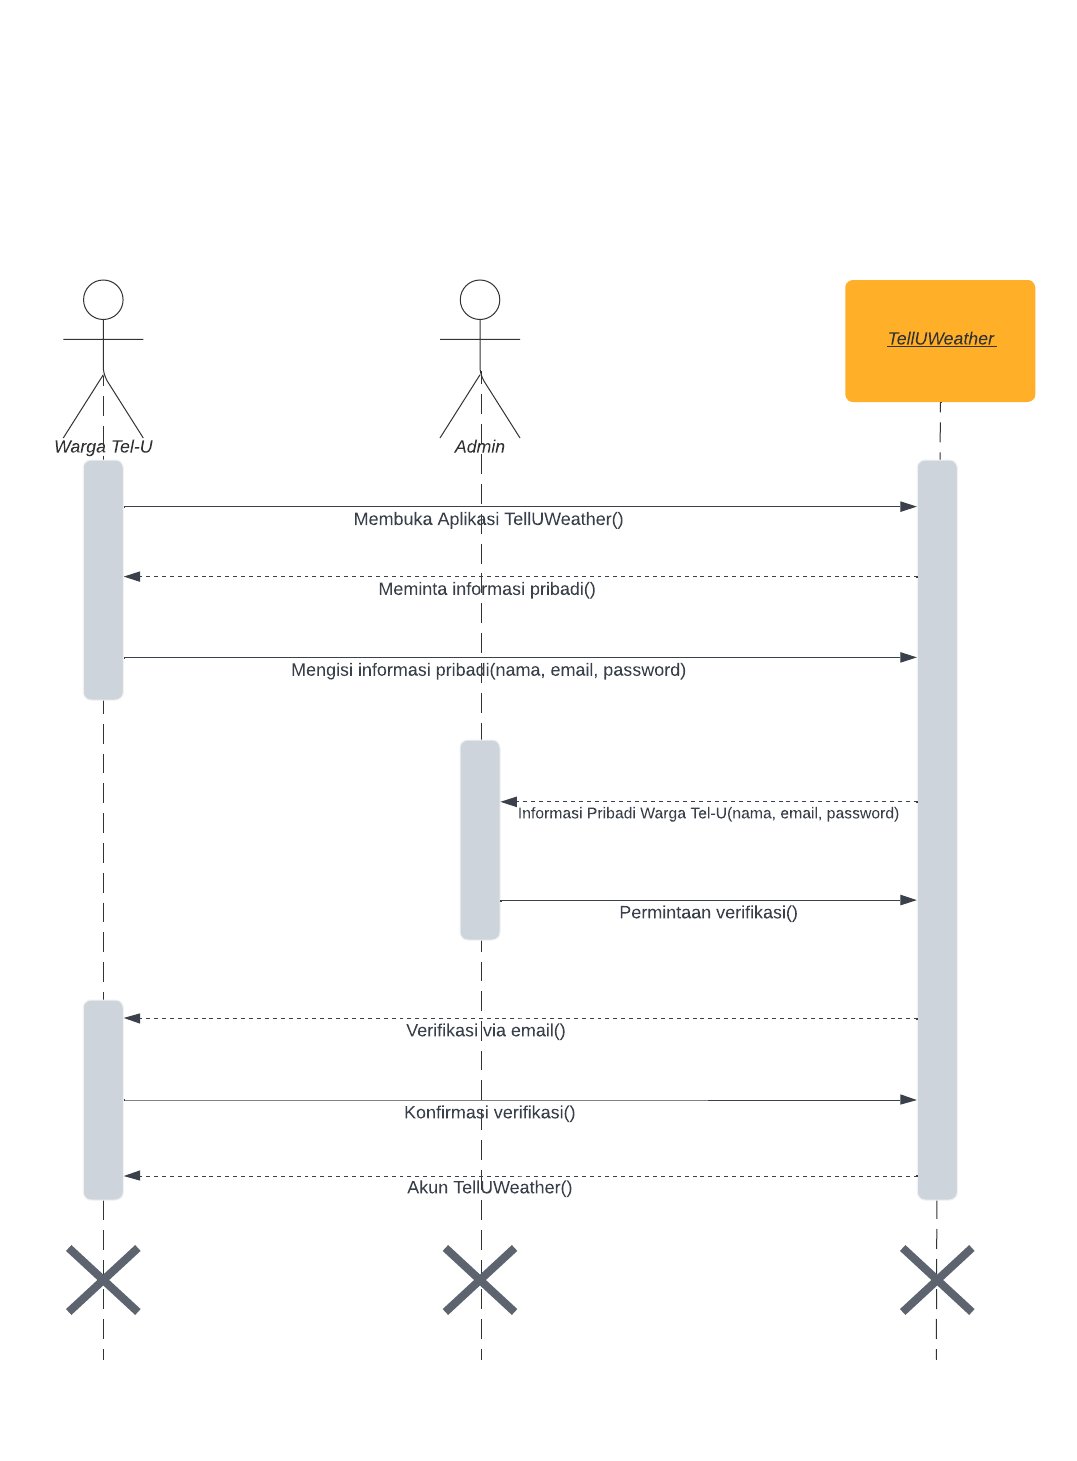 TellUWeather
Warga Tel-U
Admin
Membuka Aplikasi TellUWeather()
Meminta informasi pribadi()
Mengisi informasi pribadi(nama, email, password)
Informasi Pribadi Warga Tel-U(nama, email, password)
Permintaan verifikasi()
Verifikasi via email()
Konfirmasi verifikasi()
Akun TellUWeather()